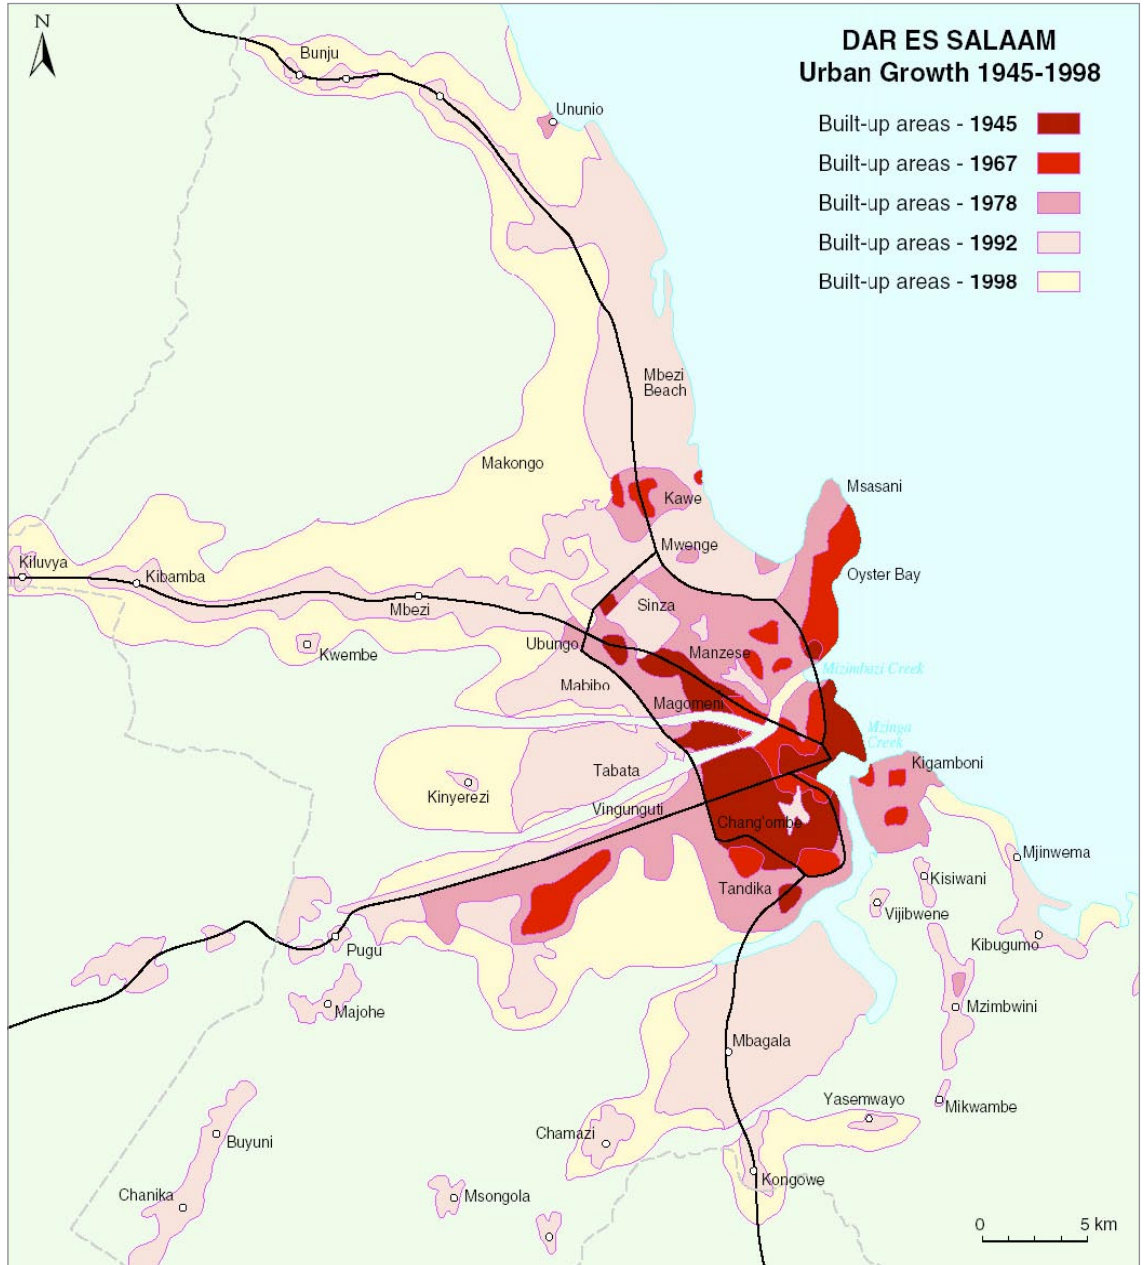 N
DAR ES SALAAM
Urban Growth 1945-1998
Built-up areas - 1945
Built-up areas - 1967
Built-up areas - 1978
Built-up areas - 1992
Built-up areas - 1998
Bunju
Ununio
Mbezi
Beach
Makongo
Msasani
Kawe
Mwenge
Kiluvya
Kibamba
Oyster Bay
Mbezi
Sinza
Ubungo
Kwembe
Manzese
Mizimbazi Creek
Mabibo
Magomeni
Mzinga
Creek
Tabata
Kigamboni
Kinyerezi
Vingunguti
Chang'ombe
Mjinwema
Kisiwani
Tandika
Vijibwene
Pugu
Kibugumo
Majohe
Mzimbwini
Mbagala
Yasemwayo
Mikwambe
Chamazi
Buyuni
Kongowe
Chanika
Msongola
0 5 km